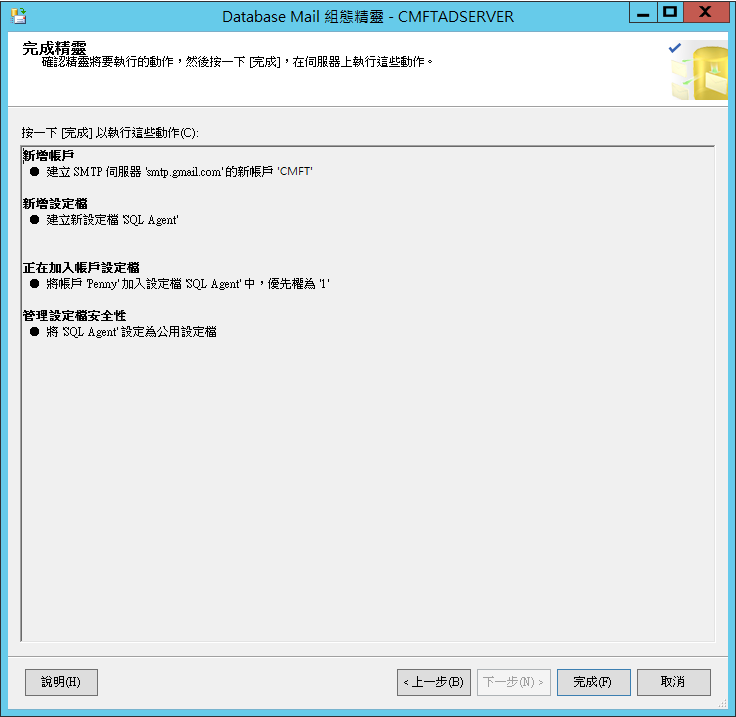 Database Mail 組態精靈 - CMFTADSERVER
完成精靈
確認精靈將要執行的動作，然後按一下 [完成]，在伺服器上執行這些動作。
按一下 [完成] 以執行這些動作(C):
新增帳戶
● 建立 SMTP 伺服器 'smtp.gmail.com' 的新帳戶 'CMFT'
新增設定檔
● 建立新設定檔 'SQL Agent'
正在加入帳戶設定檔
● 將帳戶 'Penny' 加入設定檔 'SQL Agent' 中，優先權為 '1'
管理設定檔安全性
● 將 'SQL Agent' 設定為公用設定檔
說明(H) < 上一步(B) 下一步(N) > 完成(F) 取消